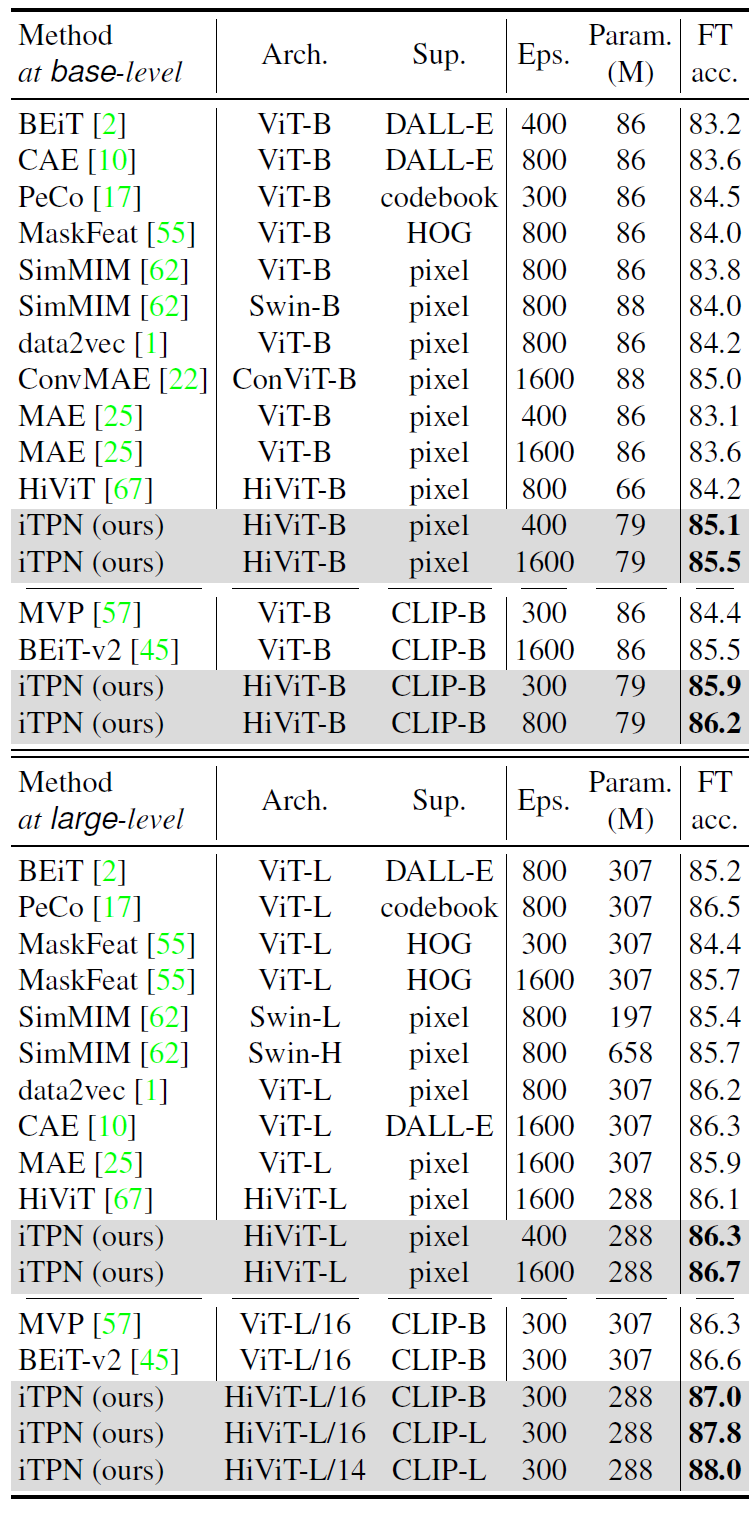 Method at base-level Arch. Sup. Eps. Param. (M) FT acc.
BEiT [2] ViT-B DALL-E 400 86 83.2
CAE [10] ViT-B DALL-E 800 86 83.6
PeCo [17] ViT-B codebook 300 86 84.5
MaskFeat [55] ViT-B HOG 800 86 84.0
SimMIM [62] ViT-B pixel 800 86 83.8
SimMIM [62] Swin-B pixel 800 88 84.0
data2vec [1] ViT-B pixel 800 86 84.2
ConvMAE [22] ConViT-B pixel 1600 88 85.0
MAE [25] ViT-B pixel 400 86 83.1
MAE [25] ViT-B pixel 1600 86 83.6
HiViT [67] HiViT-B pixel 800 66 84.2
iTPN (ours) HiViT-B pixel 400 79 85.1
iTPN (ours) HiViT-B pixel 1600 79 85.5
MVP [57] ViT-B CLIP-B 300 86 84.4
BEiT-v2 [45] ViT-B CLIP-B 1600 86 85.5
iTPN (ours) HiViT-B CLIP-B 300 79 85.9
iTPN (ours) HiViT-B CLIP-B 800 79 86.2
Method at large-level Arch. Sup. Eps. Param. (M) FT acc.
BEiT [2] ViT-L DALL-E 800 307 85.2
PeCo [17] ViT-L codebook 800 307 86.5
MaskFeat [55] ViT-L HOG 300 307 84.4
MaskFeat [55] ViT-L HOG 1600 307 85.7
SimMIM [62] Swin-L pixel 800 197 85.4
SimMIM [62] Swin-H pixel 800 658 85.7
data2vec [1] ViT-L pixel 800 307 86.2
CAE [10] ViT-L DALL-E 1600 307 86.3
MAE [25] ViT-L pixel 1600 307 85.9
HiViT [67] HiViT-L pixel 1600 288 86.1
iTPN (ours) HiViT-L pixel 400 288 86.3
iTPN (ours) HiViT-L pixel 1600 288 86.7
MVP [57] ViT-L/16 CLIP-B 300 307 86.3
BEiT-v2 [45] ViT-L/16 CLIP-B 300 307 86.6
iTPN (ours) HiViT-L/16 CLIP-B 300 288 87.0
iTPN (ours) HiViT-L/16 CLIP-L 300 288 87.8
iTPN (ours) HiViT-L/14 CLIP-L 300 288 88.0